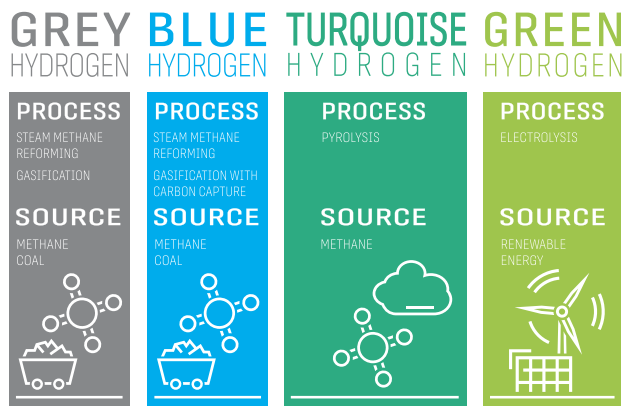 GREY
HYDROGEN
PROCESS
STEAM METHANE
REFORMING
GASIFICATION
SOURCE
METHANE
COAL
BLUE
HYDROGEN
PROCESS
STEAM METHANE
REFORMING
GASIFICATION WITH
CARBON CAPTURE
SOURCE
METHANE
COAL
TURQUOISE
HYDROGEN
PROCESS
PYROLYSIS
SOURCE
METHANE
GREEN
HYDROGEN
PROCESS
ELECTROLYSIS
SOURCE
RENEWABLE
ENERGY